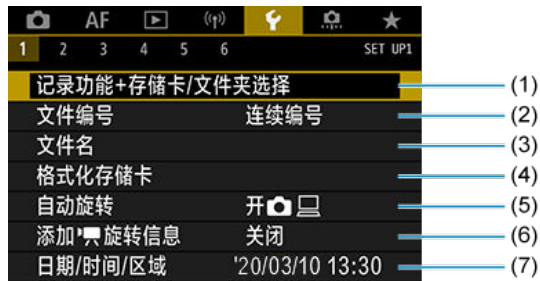 AF
1 2 3 4 5 6 SET UP1
记录功能+存储卡/文件夹选择 (1)
文件编号 连续编号 (2)
文件名 (3)
格式化存储卡 (4)
自动旋转 开 (5)
添加旋转信息 关闭 (6)
日期/时间/区域 '20/03/10 13:30 (7)